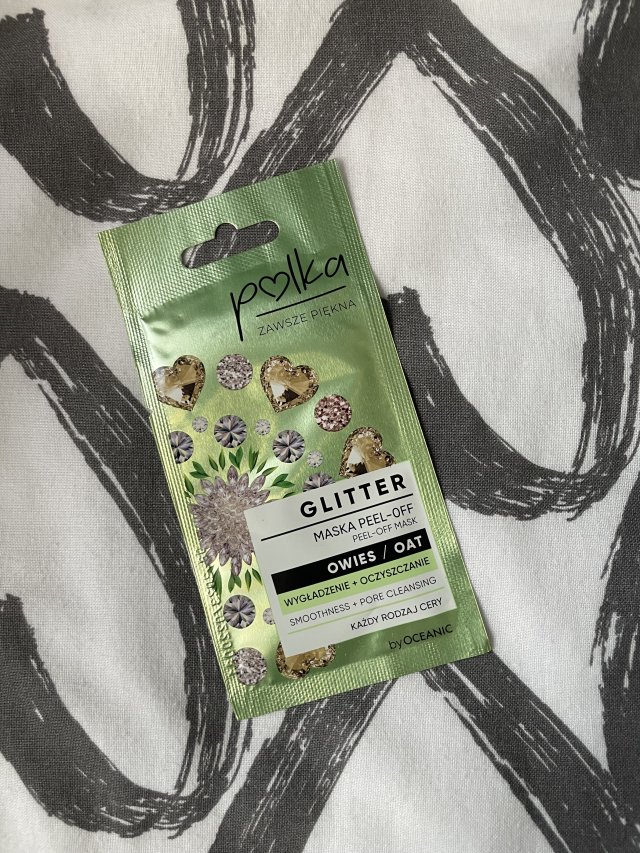 polka
ZAWSZE PIĘKNA
GLITTER
MASKA PEEL-OFF
PEEL-OFF MASK
OWIES / OAT
WYGŁADZENIE + OCZYSZCZANIE
SMOOTHNESS + PORE CLEANSING
KAŻDY RODZAJ CERY
by OCEANIC